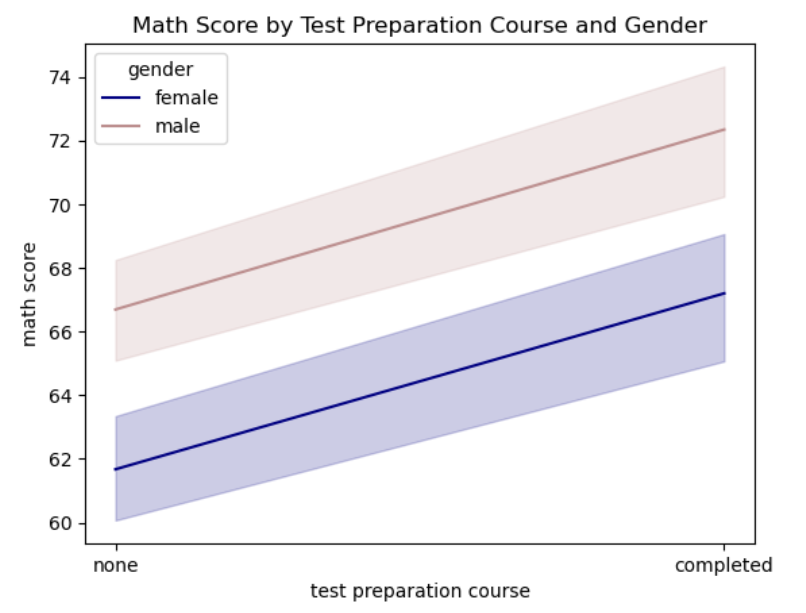 Math Score by Test Preparation Course and Gender
gender
female
male
74
72
70
68
66
64
62
60
math score
none
completed
test preparation course